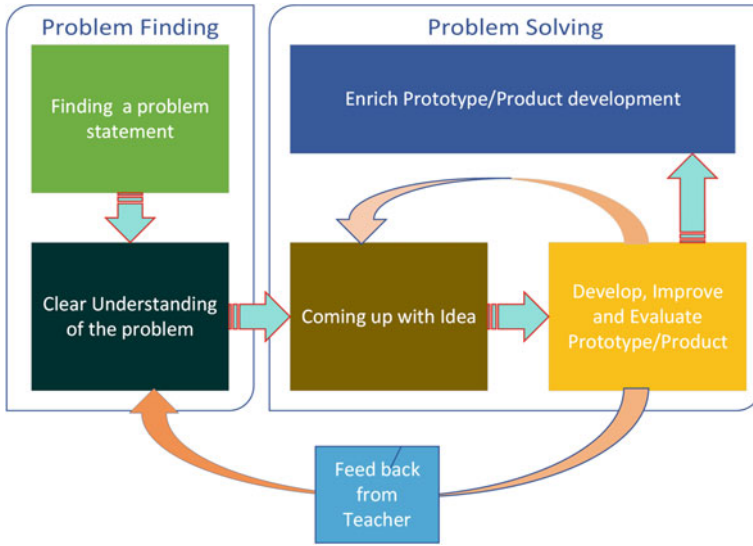 Problem Finding
Finding a problem
statement
Clear Understanding
of the problem
Problem Solving
Enrich Prototype/Product development
Coming up with Idea
Develop, Improve
and Evaluate
Prototype/Product
Feed back
from
Teacher